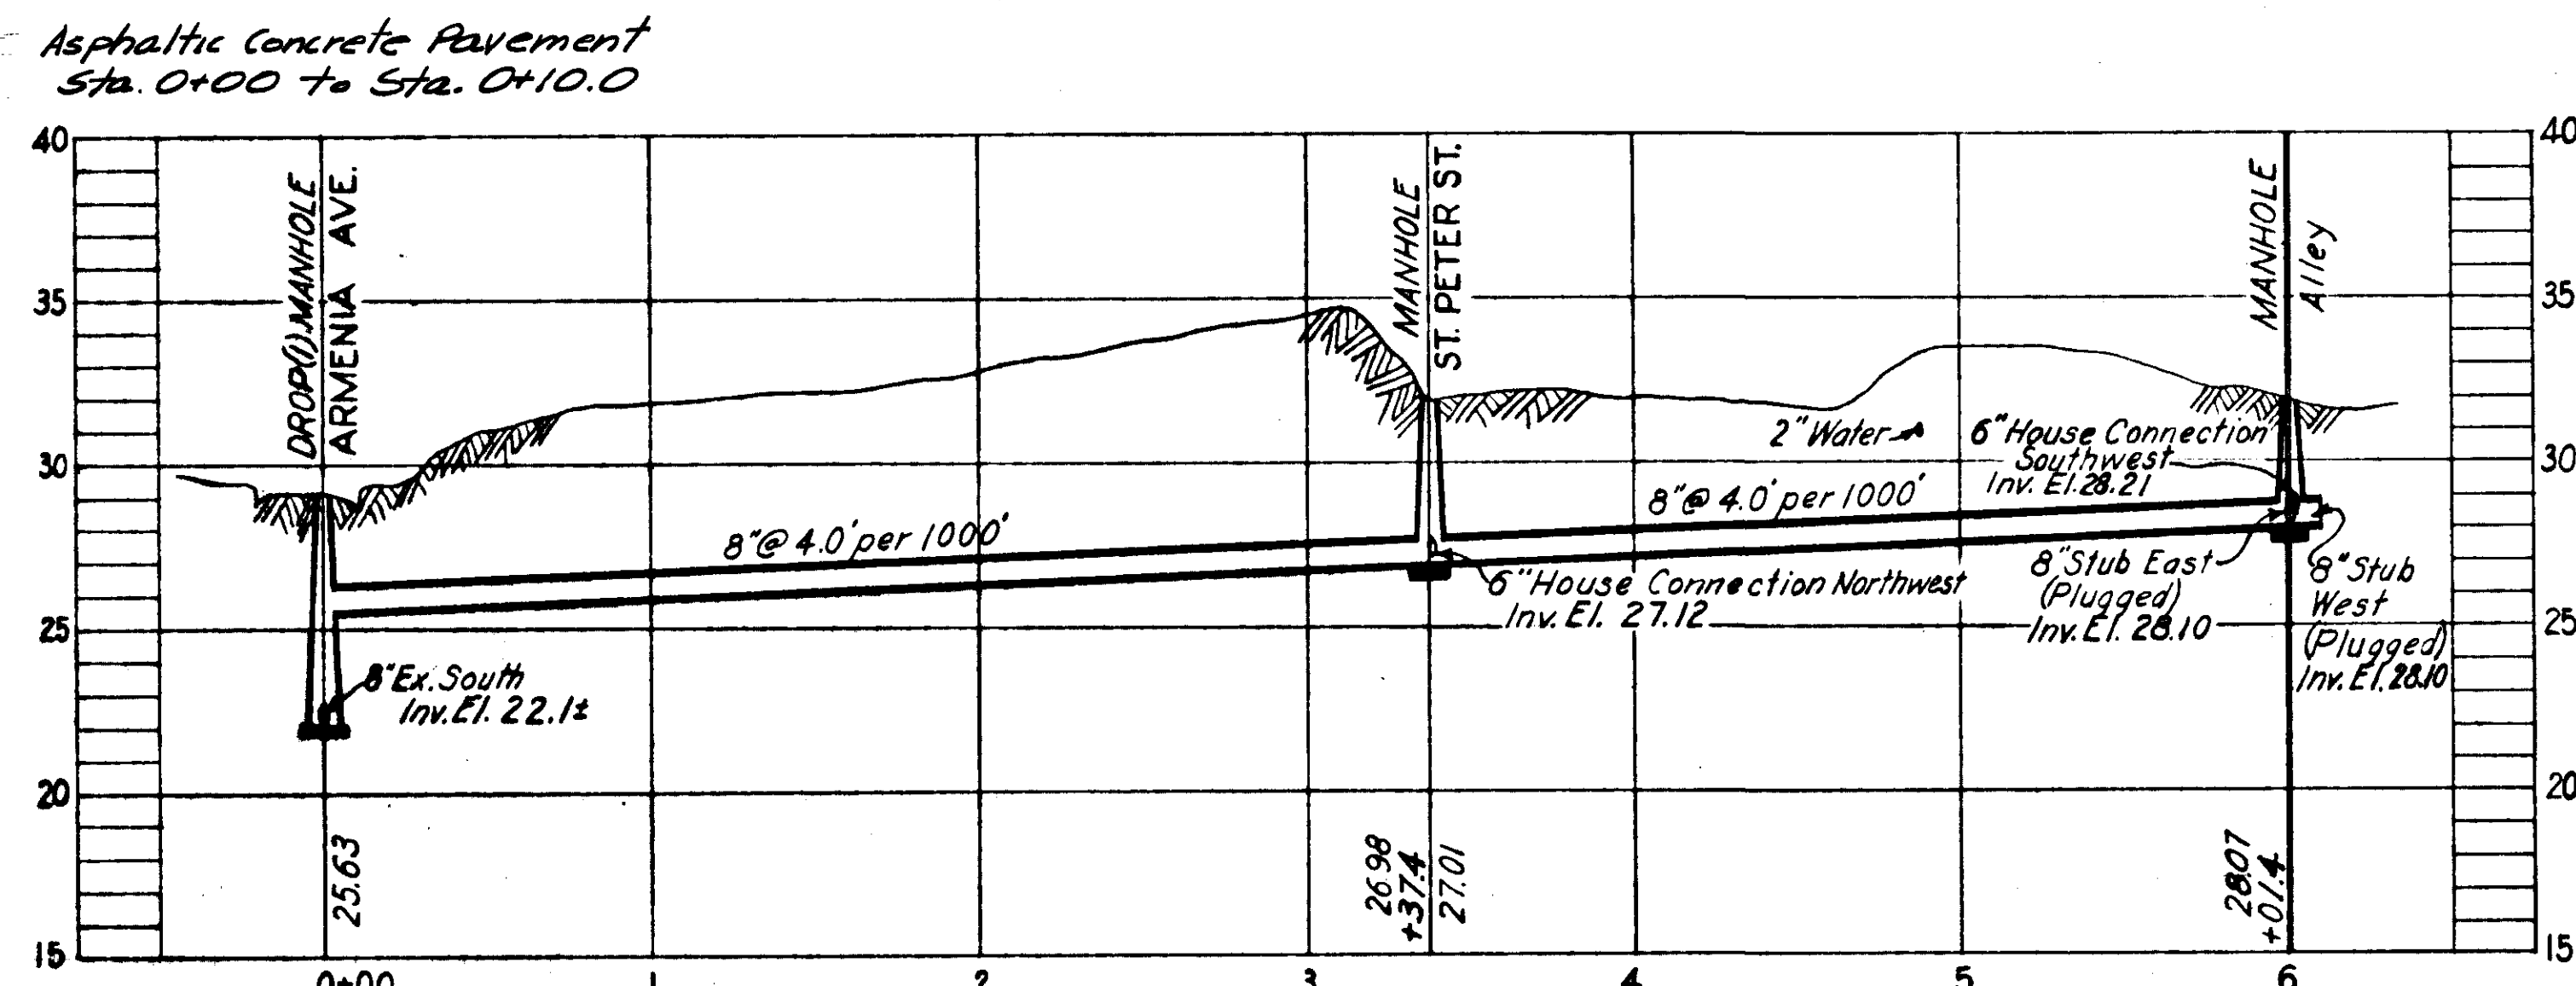 Asphaltic Concrete Pavement
Sta. 0+00 to Sta. 0+10.0
40
35
30
25
20
15
DROP(1) MANHOLE
ARMENIA AVE.
MANHOLE
ST. PETER ST.
MANHOLE
Alley
40
35
30
25
20
15
2" Water
6" House Connection
Southwest
Inv. El. 28.21
8" @ 4.0' per 1000'
8" @ 4.0' per 1000'
6" House Connection Northwest
Inv. El. 27.12
8" Stub East
(Plugged)
Inv. El. 28.10
8" Stub
West
(Plugged)
Inv. El. 28.10
8" Ex. South
Inv. El. 22.1±
25.63
26.98
+37.4
27.01
28.07
+01.4
0+00 1 2 3 4 5 6